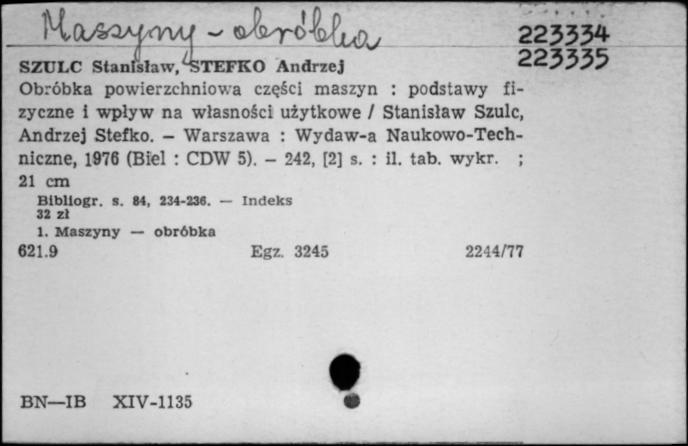 Maszyny - obróbka
223334
223335
SZULC Stanisław, STEFKO Andrzej
Obróbka powierzchniowa części maszyn : podstawy fi-
zyczne i wpływ na własności użytkowe / Stanisław Szulc,
Andrzej Stefko. — Warszawa : Wydaw-a Naukowo-Tech-
niczne, 1976 (Biel : CDW 5). — 242, [2] s. : il. tab. wykr. ;
21 cm
Bibliogr. s. 84, 234-236. — Indeks
32 zł
1. Maszyny — obróbka
621.9 Egz. 3245 2244/77
BN—IB XIV-1135